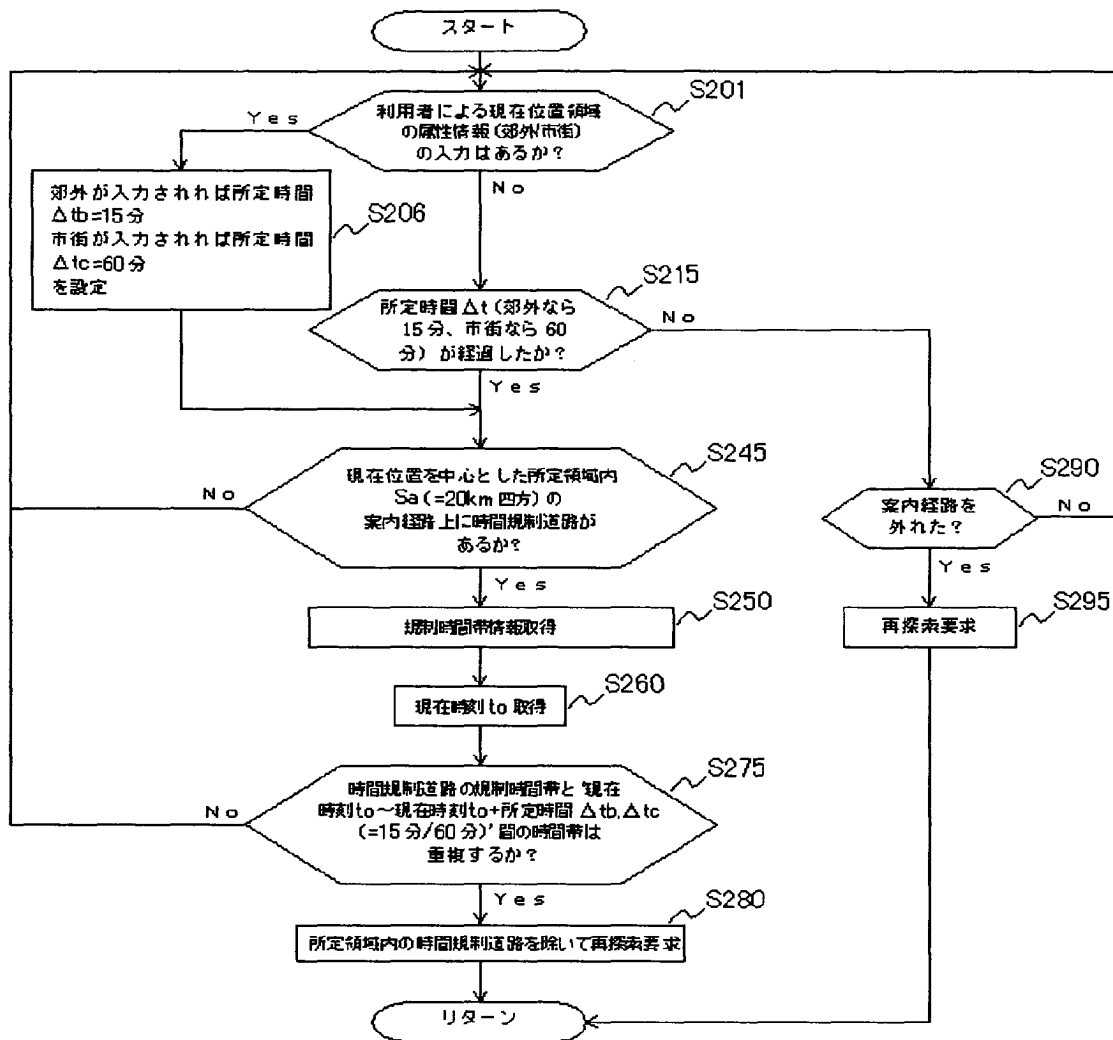 スタート
S201
利用者による現在位置領域
の属性情報(郊外/市街)
の入力はあるか?
Yes
No
郊外が入力されれば所定時間
Δtb=15分
市街が入力されれば所定時間
Δtc=60分
を設定
S206
S215
所定時間Δt(郊外なら
15分、市街なら60
分)が経過したか?
No
Yes
S245
現在位置を中心とした所定領域内
Sa(=20km四方)の
案内経路上に時間規制道路が
あるか?
No
Yes
S290
案内経路を
外れた?
No
Yes
S250
規制時間帯情報取得
S295
再探索要求
S260
現在時刻to取得
S275
時間規制道路の規制時間帯と'現在
時刻to~現在時刻to+所定時間Δtb,Δtc
(=15分/60分)'間の時間帯は
重複するか?
No
Yes
S280
所定領域内の時間規制道路を除いて再探索要求
リターン